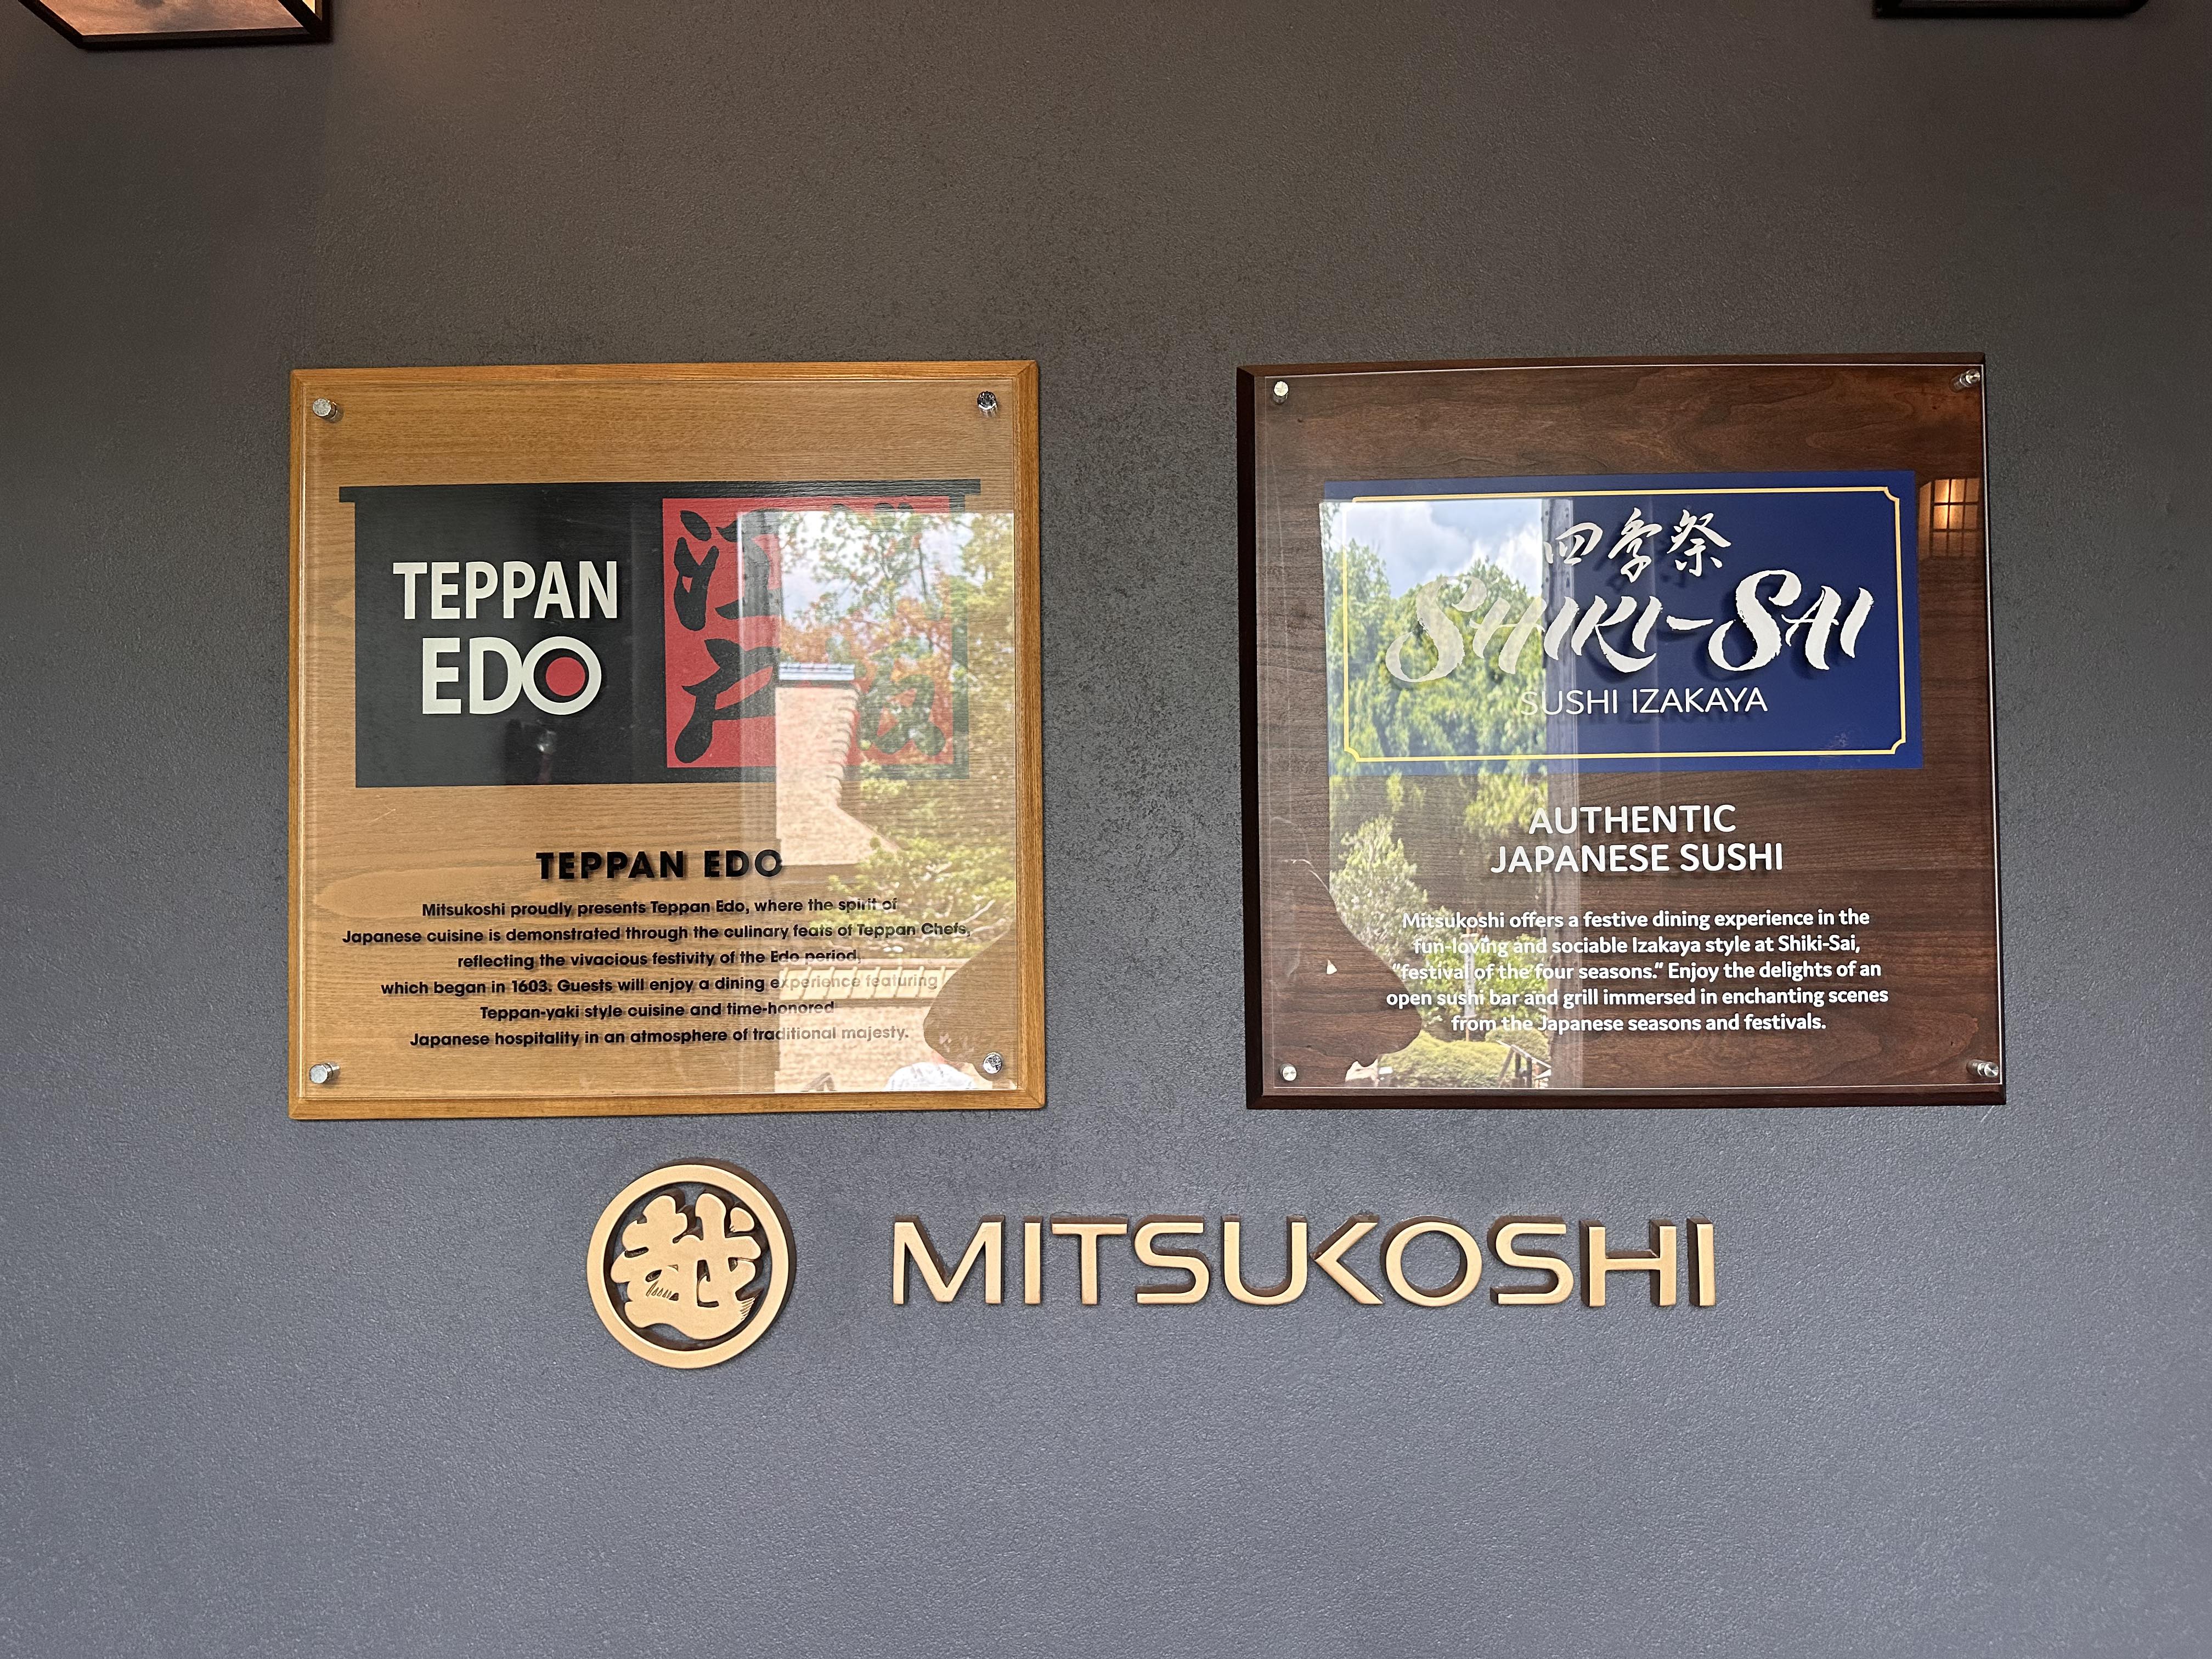 TEPPAN
EDO
江戸
TEPPAN EDO
Mitsukoshi proudly presents Teppan Edo, where the spirit of
Japanese cuisine is demonstrated through the culinary feats of Teppan Chefs,
reflecting the vivacious festivity of the Edo period,
which began in 1603. Guests will enjoy a dining experience featuring
Teppan-yaki style cuisine and time-honored
Japanese hospitality in an atmosphere of traditional majesty.
四季祭
SHIKI-SAI
SUSHI IZAKAYA
AUTHENTIC
JAPANESE SUSHI
Mitsukoshi offers a festive dining experience in the
fun-loving and sociable Izakaya style at Shiki-Sai,
“festival of the four seasons.” Enjoy the delights of an
open sushi bar and grill immersed in enchanting scenes
from the Japanese seasons and festivals.
越
MITSUKOSHI